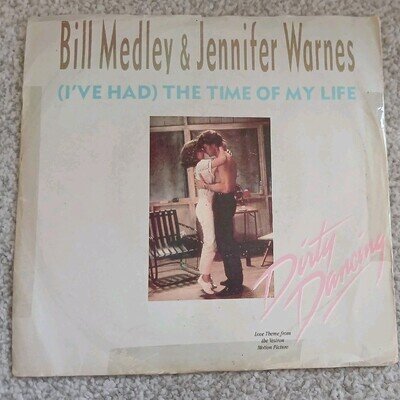 Bill Medley & Jennifer Warnes
(I'VE HAD) THE TIME OF MY LIFE
Dirty
Dancing
Love Theme from
the Vestron
Motion Picture